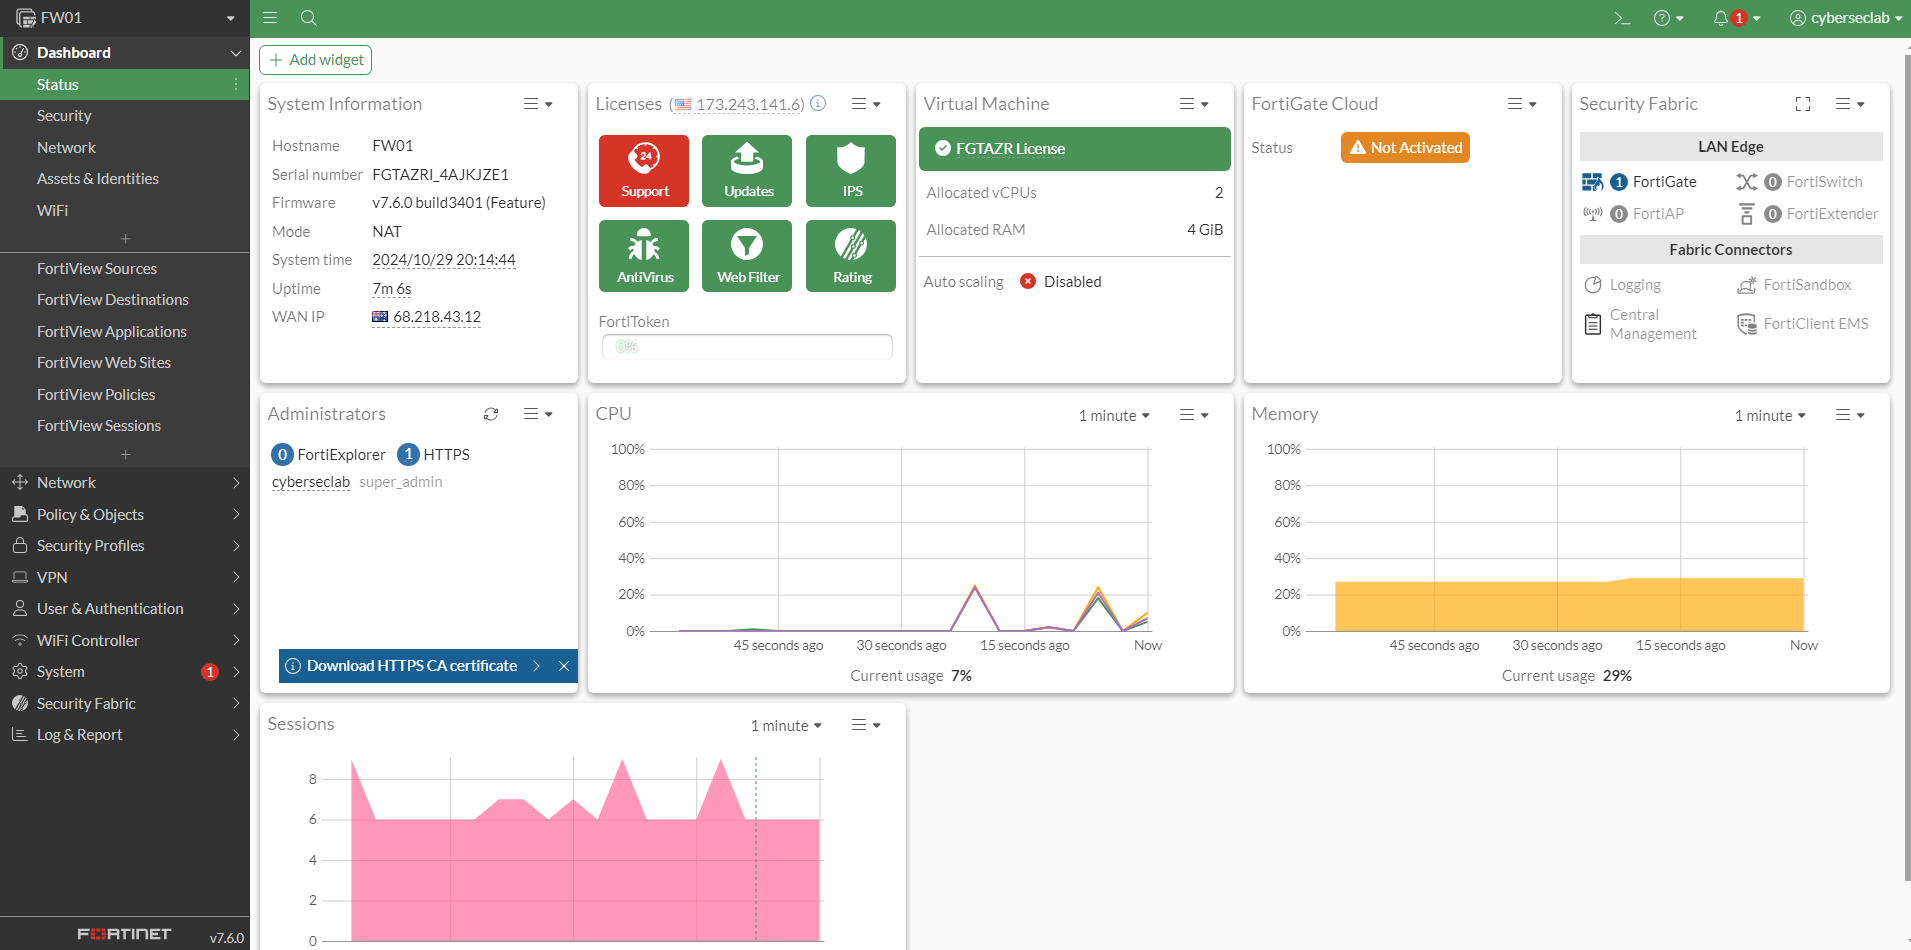 FW01
1
cyberseclab
Dashboard
Status
Security
Network
Assets & Identities
WiFi
FortiView Sources
FortiView Destinations
FortiView Applications
FortiView Web Sites
FortiView Policies
FortiView Sessions
Network
Policy & Objects
Security Profiles
VPN
User & Authentication
WiFi Controller
System 1
Security Fabric
Log & Report
FORTINET v7.6.0
Add widget
System Information
Hostname FW01
Serial number FGTAZRI_4AJKJZE1
Firmware v7.6.0 build3401 (Feature)
Mode NAT
System time 2024/10/29 20:14:44
Uptime 7m 6s
WAN IP 68.218.43.12
Licenses (173.243.141.6)
24
Support Updates IPS
AntiVirus Web Filter Rating
FortiToken
0%
Virtual Machine
FGTAZR License
Allocated vCPUs 2
Allocated RAM 4 GiB
Auto scaling Disabled
FortiGate Cloud
Status Not Activated
Security Fabric
LAN Edge
1 FortiGate 0 FortiSwitch
0 FortiAP 0 FortiExtender
Fabric Connectors
Logging FortiSandbox
Central
Management
FortiClient EMS
Administrators
0 FortiExplorer 1 HTTPS
cyberseclab super_admin
Download HTTPS CA certificate
CPU 1 minute
100%
80%
60%
40%
20%
0%
45 seconds ago 30 seconds ago 15 seconds ago Now
Current usage 7%
Memory 1 minute
100%
80%
60%
40%
20%
0%
45 seconds ago 30 seconds ago 15 seconds ago Now
Current usage 29%
Sessions 1 minute
8
6
4
2
0